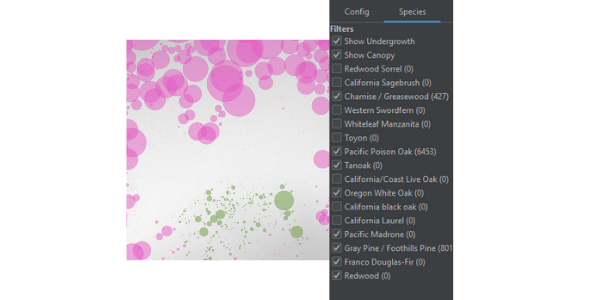 Config Species
Filters
Show Undergrowth
Show Canopy
Redwood Sorrel (0)
California Sagebrush (0)
Chamise / Greasewood (427)
Western Swordfern (0)
Whiteleaf Manzanita (0)
Toyon (0)
Pacific Poison Oak (6453)
Tanoak (0)
California/Coast Live Oak (0)
Oregon White Oak (0)
California black oak (0)
California Laurel (0)
Pacific Madrone (0)
Gray Pine / Foothills Pine (801
Franco Douglas-Fir (0)
Redwood (0)